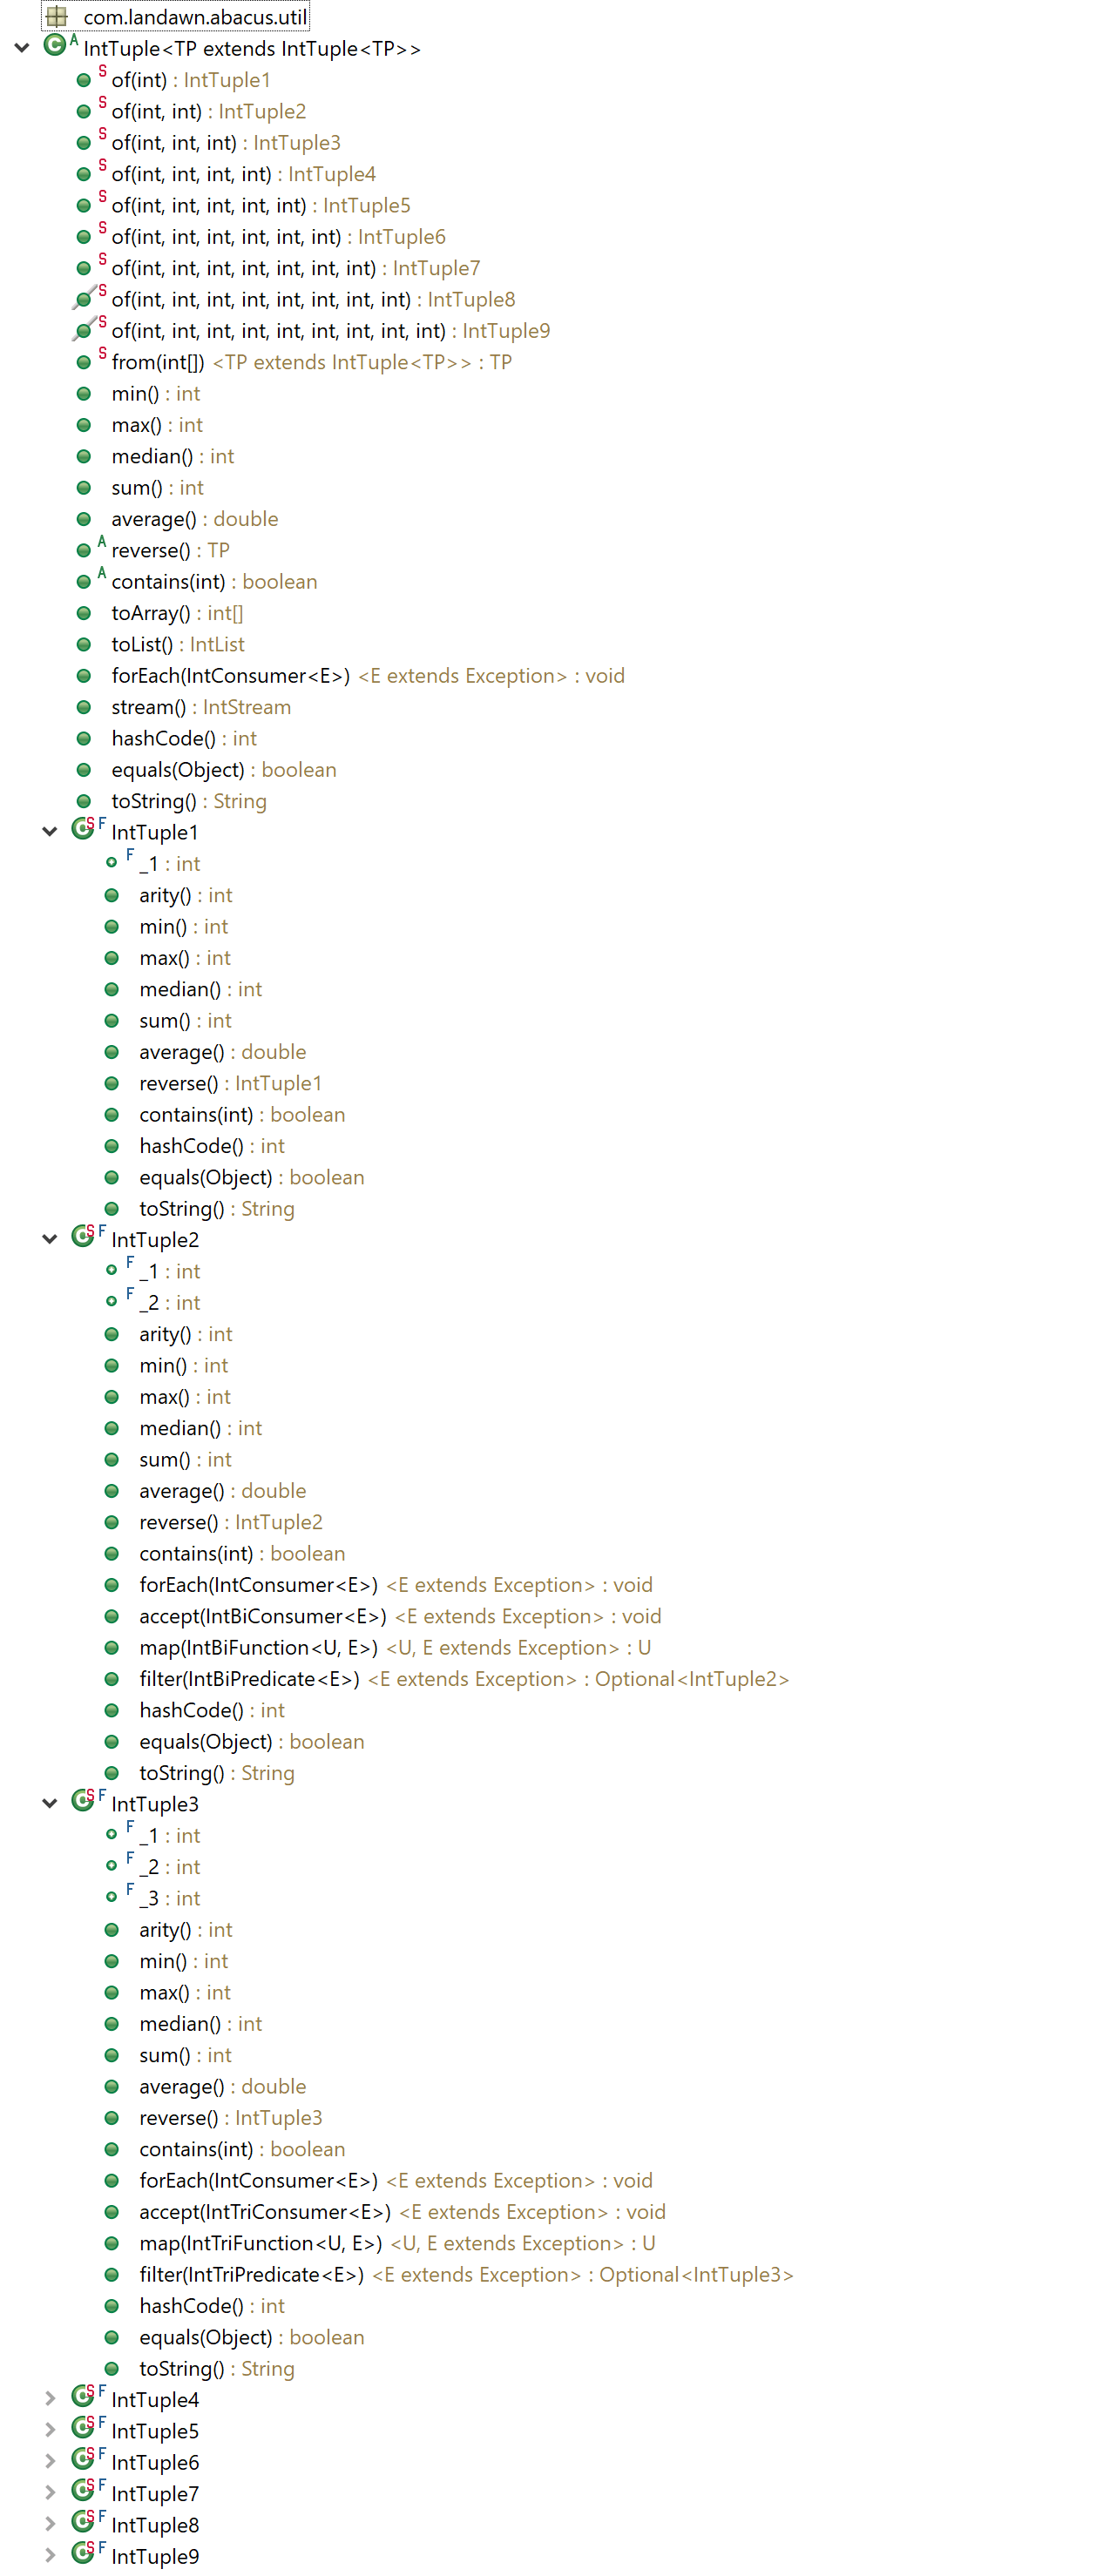 com.landawn.abacus.util
IntTuple<TP extends IntTuple<TP>>
of(int) : IntTuple1
of(int, int) : IntTuple2
of(int, int, int) : IntTuple3
of(int, int, int, int) : IntTuple4
of(int, int, int, int, int) : IntTuple5
of(int, int, int, int, int, int) : IntTuple6
of(int, int, int, int, int, int, int) : IntTuple7
of(int, int, int, int, int, int, int, int) : IntTuple8
of(int, int, int, int, int, int, int, int, int) : IntTuple9
from(int[]) <TP extends IntTuple<TP>> : TP
min() : int
max() : int
median() : int
sum() : int
average() : double
reverse() : TP
contains(int) : boolean
toArray() : int[]
toList() : IntList
forEach(IntConsumer<E>) <E extends Exception> : void
stream() : IntStream
hashCode() : int
equals(Object) : boolean
toString() : String
IntTuple1
_1 : int
arity() : int
min() : int
max() : int
median() : int
sum() : int
average() : double
reverse() : IntTuple1
contains(int) : boolean
hashCode() : int
equals(Object) : boolean
toString() : String
IntTuple2
_1 : int
_2 : int
arity() : int
min() : int
max() : int
median() : int
sum() : int
average() : double
reverse() : IntTuple2
contains(int) : boolean
forEach(IntConsumer<E>) <E extends Exception> : void
accept(IntBiConsumer<E>) <E extends Exception> : void
map(IntBiFunction<U, E>) <U, E extends Exception> : U
filter(IntBiPredicate<E>) <E extends Exception> : Optional<IntTuple2>
hashCode() : int
equals(Object) : boolean
toString() : String
IntTuple3
_1 : int
_2 : int
_3 : int
arity() : int
min() : int
max() : int
median() : int
sum() : int
average() : double
reverse() : IntTuple3
contains(int) : boolean
forEach(IntConsumer<E>) <E extends Exception> : void
accept(IntTriConsumer<E>) <E extends Exception> : void
map(IntTriFunction<U, E>) <U, E extends Exception> : U
filter(IntTriPredicate<E>) <E extends Exception> : Optional<IntTuple3>
hashCode() : int
equals(Object) : boolean
toString() : String
IntTuple4
IntTuple5
IntTuple6
IntTuple7
IntTuple8
IntTuple9